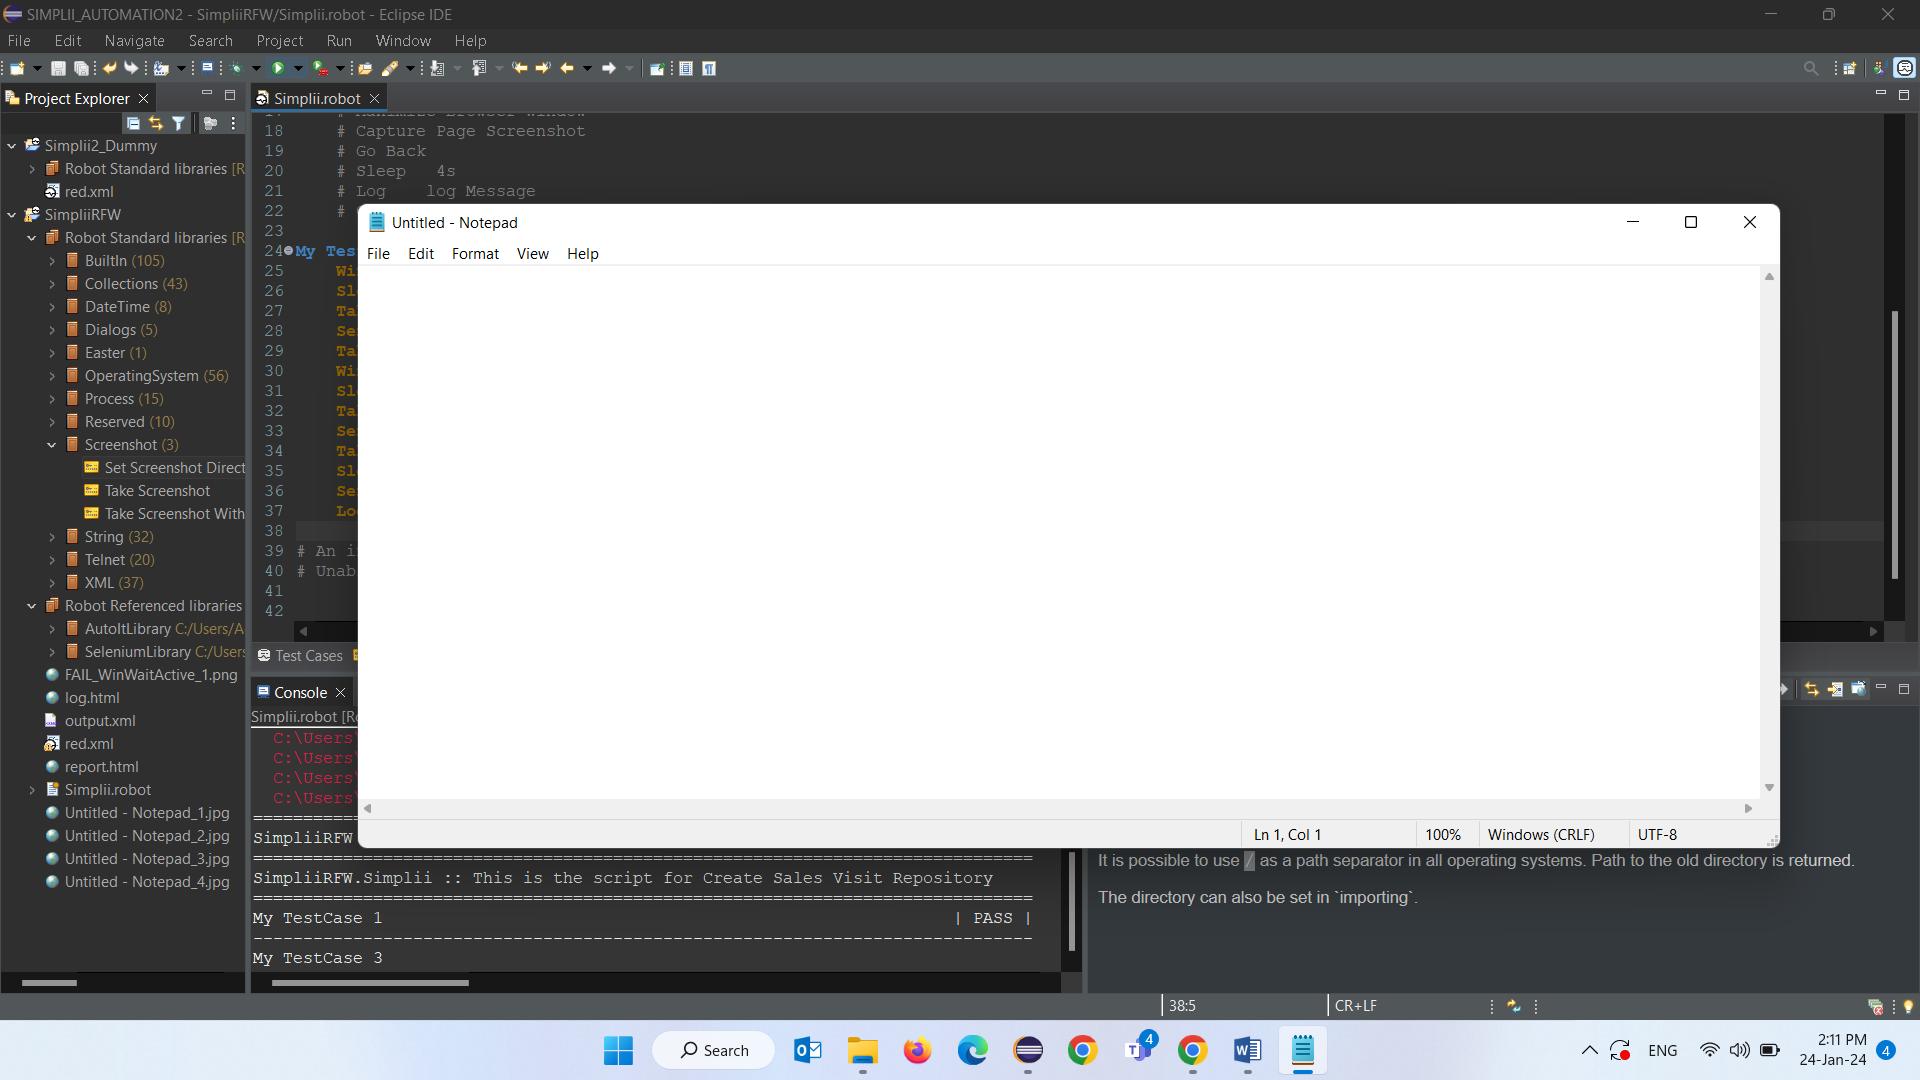 SIMPLII_AUTOMATION2 - SimpliiRFW/Simplii.robot - Eclipse IDE
File Edit Navigate Search Project Run Window Help
Project Explorer
Simplii2_Dummy
Robot Standard libraries [R
red.xml
SimpliiRFW
Robot Standard libraries [R
BuiltIn (105)
Collections (43)
DateTime (8)
Dialogs (5)
Easter (1)
OperatingSystem (56)
Process (15)
Reserved (10)
Screenshot (3)
Set Screenshot Direct
Take Screenshot
Take Screenshot With
String (32)
Telnet (20)
XML (37)
Robot Referenced libraries
AutoItLibrary C:/Users/A
SeleniumLibrary C:/Users
FAIL_WinWaitActive_1.png
log.html
output.xml
red.xml
report.html
Simplii.robot
Untitled - Notepad_1.jpg
Untitled - Notepad_2.jpg
Untitled - Notepad_3.jpg
Untitled - Notepad_4.jpg
Simplii.robot
18 # Capture Page Screenshot
19 # Go Back
20 # Sleep 4s
21 # Log log Message
22 #
23
24 My Tes
25 Wi
26 Sl
27 Ta
28 Se
29 Ta
30 Wi
31 Sl
32 Ta
33 Se
34 Ta
35 Sl
36 Se
37 Lo
38
39 # An i
40 # Unab
41
42
Test Cases
Untitled - Notepad
File Edit Format View Help
Ln 1, Col 1 100% Windows (CRLF) UTF-8
Console
Simplii.robot [Ro
C:\Users\
C:\Users\
C:\Users\
C:\Users\
==========
SimpliiRFW
==============================================================================
SimpliiRFW.Simplii :: This is the script for Create Sales Visit Repository
==============================================================================
My TestCase 1 | PASS |
------------------------------------------------------------------------------
My TestCase 3
It is possible to use / as a path separator in all operating systems. Path to the old directory is returned.
The directory can also be set in `importing`.
38:5 CR+LF
Search
4
ENG
2:11 PM
24-Jan-24
4